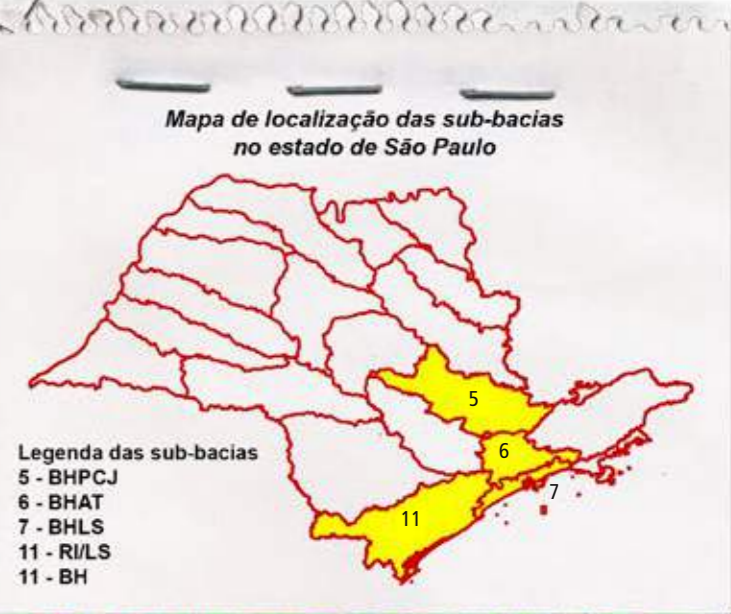 Mapa de localização das sub-bacias
no estado de São Paulo
5
6
7
11
Legenda das sub-bacias
5 - BHPCJ
6 - BHAT
7 - BHLS
11 - RI/LS
11 - BH